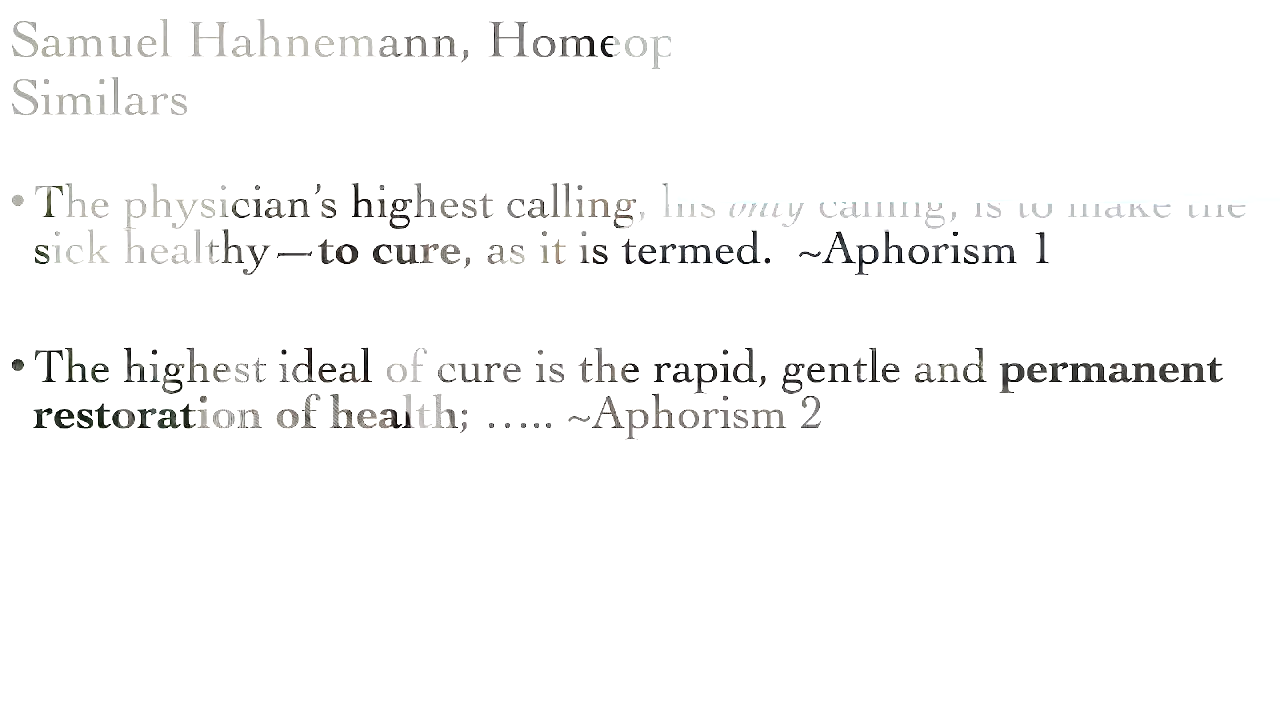 Samuel Hahnemann,
Similars
• The physician's highest calling, his only calling, is to make the
sick healthy—to cure, as it is termed. ~Aphorism 1
• The highest ideal of cure is the rapid, gentle and permanent
restoration of health; ….. ~Aphorism 2